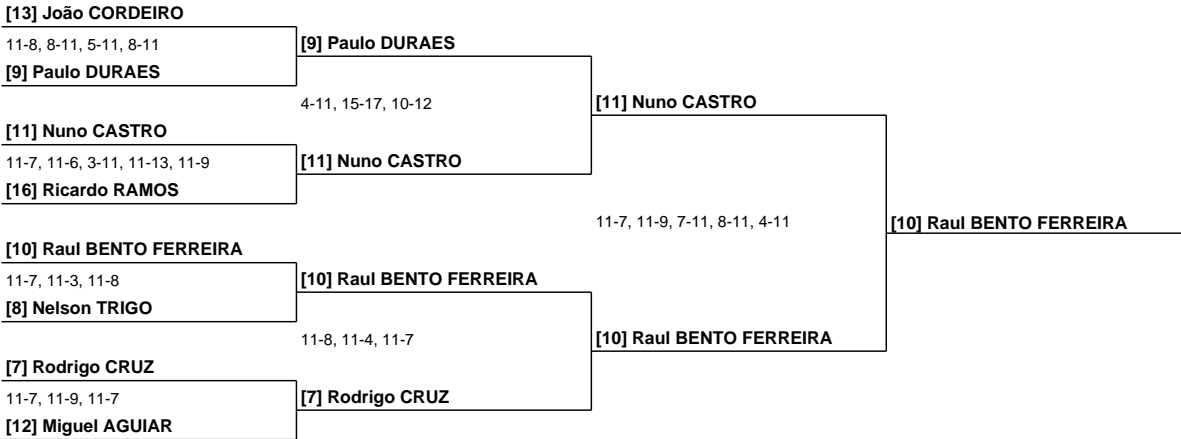 [13] João CORDEIRO
11-8, 8-11, 5-11, 8-11
[9] Paulo DURAES
[9] Paulo DURAES
4-11, 15-17, 10-12
[11] Nuno CASTRO
[11] Nuno CASTRO
11-7, 11-6, 3-11, 11-13, 11-9
[11] Nuno CASTRO
[16] Ricardo RAMOS
11-7, 11-9, 7-11, 8-11, 4-11
[10] Raul BENTO FERREIRA
[10] Raul BENTO FERREIRA
11-7, 11-3, 11-8
[10] Raul BENTO FERREIRA
[8] Nelson TRIGO
11-8, 11-4, 11-7
[10] Raul BENTO FERREIRA
[7] Rodrigo CRUZ
11-7, 11-9, 11-7
[7] Rodrigo CRUZ
[12] Miguel AGUIAR